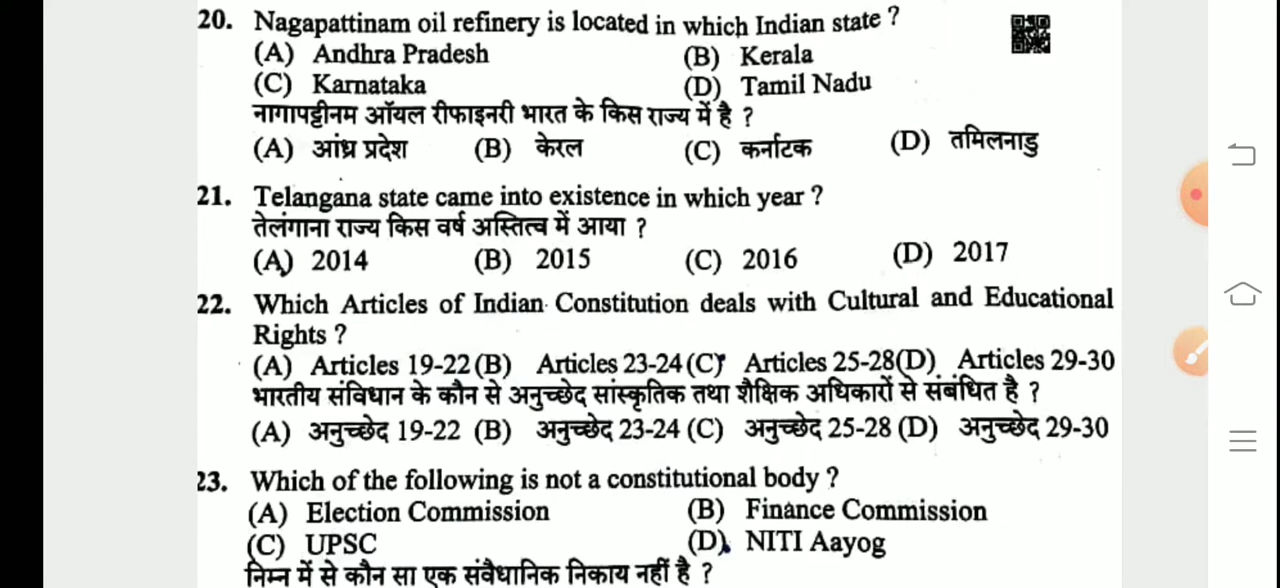 20. Nagapattinam oil refinery is located in which Indian state ?
(A) Andhra Pradesh (B) Kerala
(C) Karnataka (D) Tamil Nadu
नागापट्टीनम ऑयल रीफाइनरी भारत के किस राज्य में है ?
(A) आंध्र प्रदेश (B) केरल (C) कर्नाटक (D) तमिलनाडु
21. Telangana state came into existence in which year ?
तेलंगाना राज्य किस वर्ष अस्तित्व में आया ?
(A) 2014 (B) 2015 (C) 2016 (D) 2017
22. Which Articles of Indian Constitution deals with Cultural and Educational
Rights ?
(A) Articles 19-22 (B) Articles 23-24 (C) Articles 25-28 (D) Articles 29-30
भारतीय संविधान के कौन से अनुच्छेद सांस्कृतिक तथा शैक्षिक अधिकारों से संबंधित है ?
(A) अनुच्छेद 19-22 (B) अनुच्छेद 23-24 (C) अनुच्छेद 25-28 (D) अनुच्छेद 29-30
23. Which of the following is not a constitutional body ?
(A) Election Commission (B) Finance Commission
(C) UPSC (D) NITI Aayog
निम्न में से कौन सा एक संवैधानिक निकाय नहीं है ?